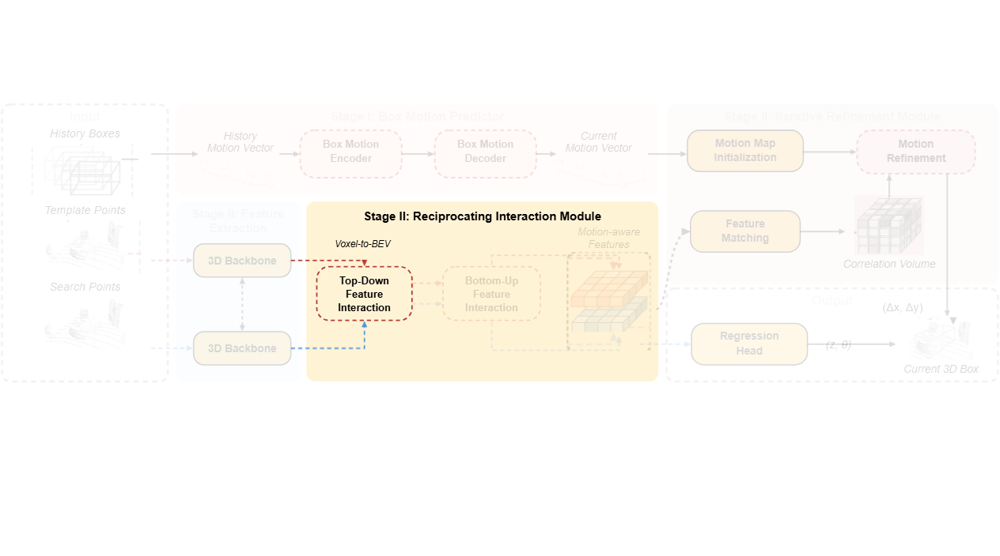 Input
History Boxes
Template Points
Search Points
Stage I: Box Motion Predictor
History
Motion Vector
Box Motion
Encoder
Box Motion
Decoder
Current
Motion Vector
Stage II: Feature
Extraction
3D Backbone
3D Backbone
Stage II: Reciprocating Interaction Module
Voxel-to-BEV
Top-Down
Feature
Interaction
Bottom-Up
Feature
Interaction
Motion-aware
Features
Stage II: Iterative Refinement Module
Motion Map
Initialization
Motion
Refinement
Feature
Matching
Correlation Volume
Output
(Δx, Δy)
Regression
Head
(z, θ)
Current 3D Box